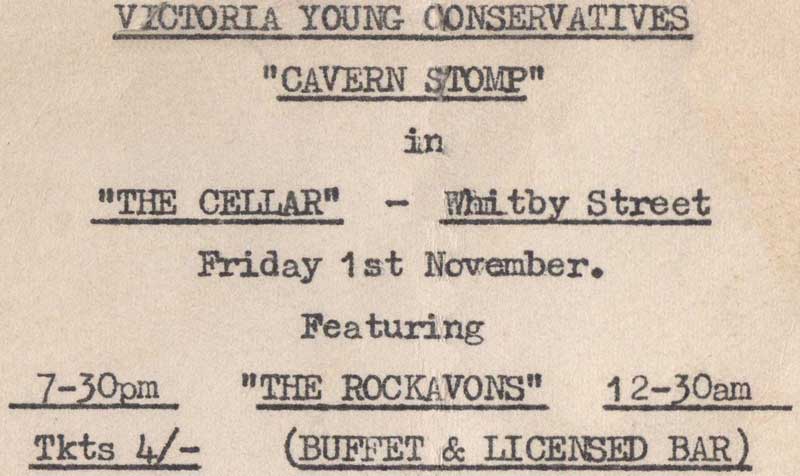 VICTORIA YOUNG CONSERVATIVES
"CAVERN STOMP"
in
"THE CELLAR" - Whitby Street
Friday 1st November.
Featuring
7-30pm "THE ROCKAVONS" 12-30am
Tkts 4/- (BUFFET & LICENSED BAR)